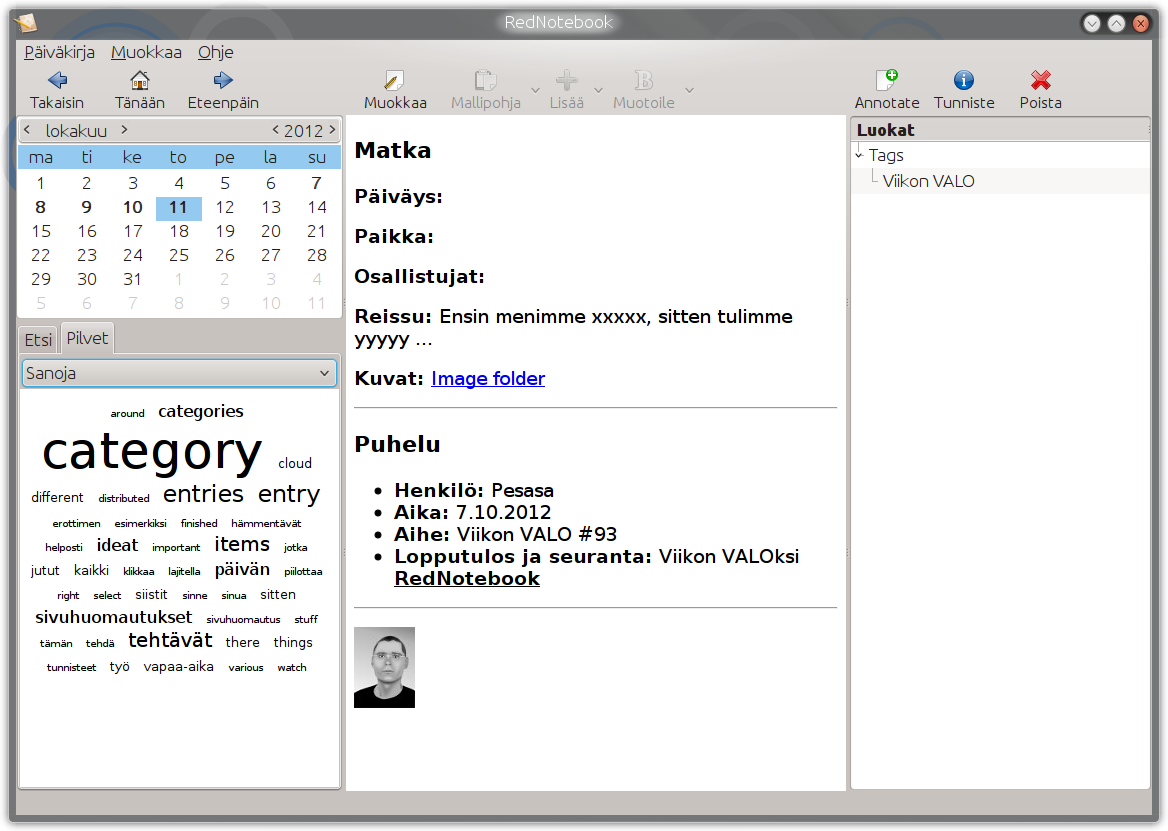 RedNotebook
Päiväkirja Muokkaa Ohje
Takaisin Tänään Eteenpäin Muokkaa Mallipohja Lisää B Muotoile Annotate Tunniste Poista
< lokakuu > < 2012 >
ma ti ke to pe la su
1 2 3 4 5 6 7
8 9 10 11 12 13 14
15 16 17 18 19 20 21
22 23 24 25 26 27 28
29 30 31 1 2 3 4
5 6 7 8 9 10 11
Etsi Pilvet
Sanoja
around categories
category cloud
different distributed entries entry
erottimen esimerkiksi finished hämmentävät
helposti ideat important items jotka
jutut kaikki klikkaa lajitella päivän piilottaa
right select siistit sinne sinua sitten
sivuhuomautukset sivuhuomautus stuff
tämän tehdä tehtävät there things
tunnisteet työ vapaa-aika various watch
Matka
Päiväys:
Paikka:
Osallistujat:
Reissu: Ensin menimme xxxxx, sitten tulimme
yyyyy ...
Kuvat: Image folder
Puhelu
• Henkilö: Pesasa
• Aika: 7.10.2012
• Aihe: Viikon VALO #93
• Lopputulos ja seuranta: Viikon VALOksi
RedNotebook
Luokat
Tags
Viikon VALO